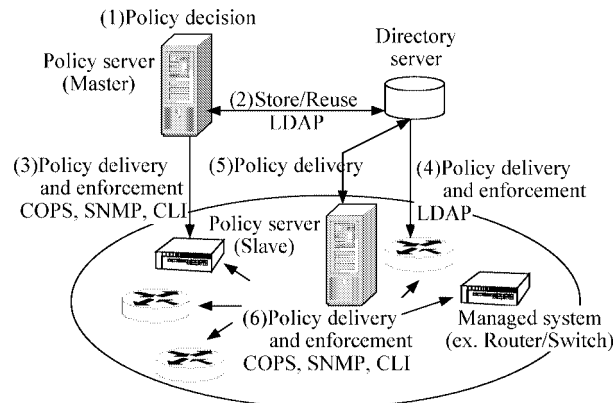 (1)Policy decision
Policy server
(Master)
Directory
server
(2)Store/Reuse
LDAP
(3)Policy delivery
and enforcement
COPS, SNMP, CLI
(5)Policy delivery
(4)Policy delivery
and enforcement
LDAP
Policy server
(Slave)
(6)Policy delivery
and enforcement
COPS, SNMP, CLI
Managed system
(ex. Router/Switch)